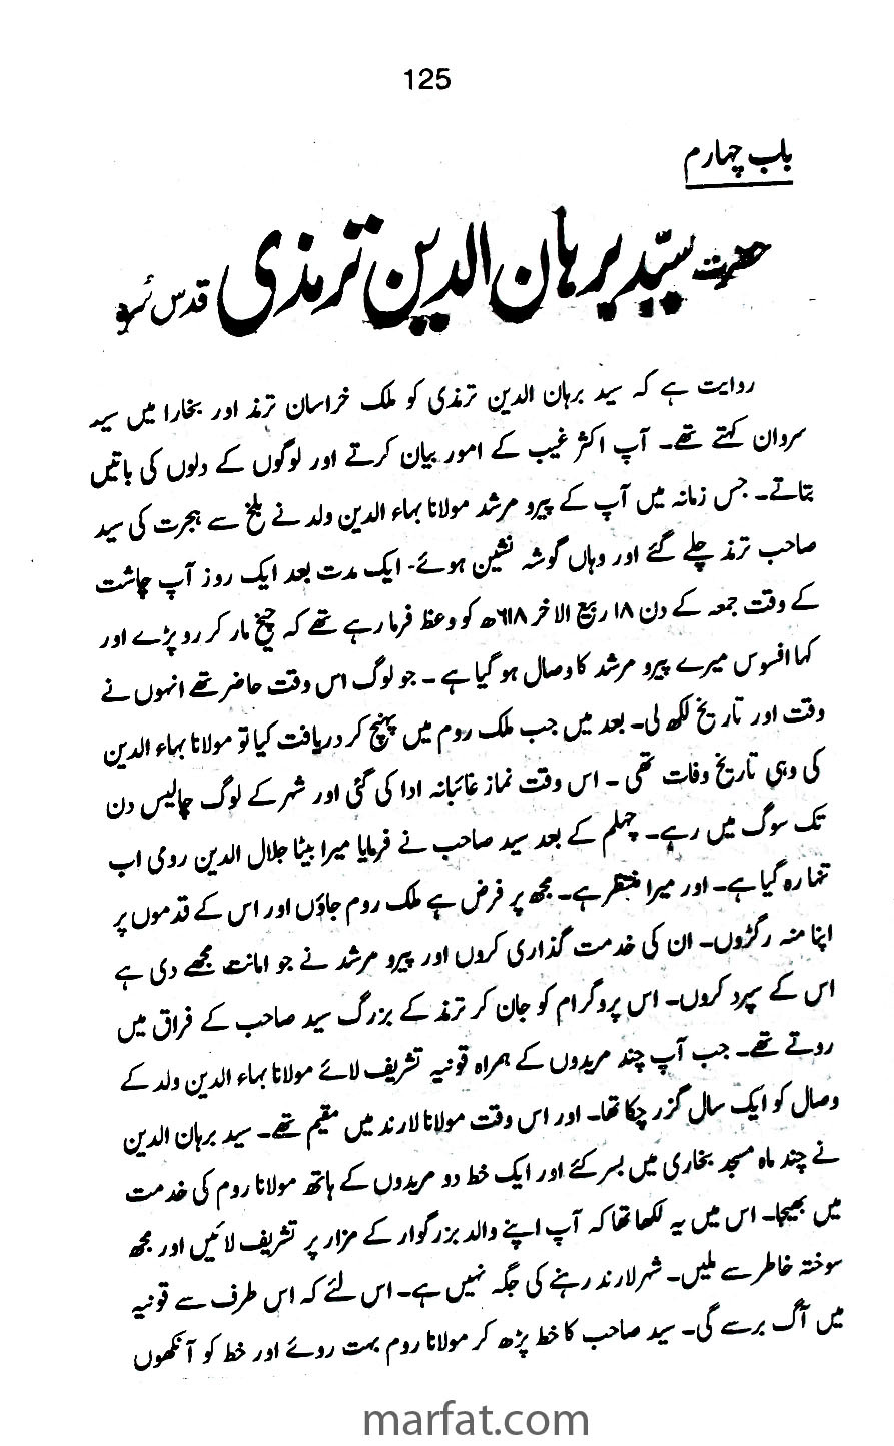 125
باب چہارم
حضرت سیّد برہان الدین ترمذی قدس سُرہ
روایت ہے کہ سید برہان الدین ترمذی کو ملک خراسان ترمذ اور بخارا میں سید
سردان کہتے تھے۔ آپ اکثر غیب کے امور بیان کرتے اور لوگوں کے دلوں کی باتیں
بتاتے۔ جس زمانہ میں آپ کے پیرو مرشد مولانا بہاء الدین ولد نے بلخ سے ہجرت کی سید
صاحب ترمذ چلے گئے اور وہاں گوشہ نشین ہوئے۔ ایک مدت بعد ایک روز آپ چاشت
کے وقت جمعہ کے دن ۱۸ ربیع الاخر ۶۱۸ھ کو وعظ فرما رہے تھے کہ چیخ مار کر رو پڑے اور
کہا افسوس میرے پیرو مرشد کا وصال ہو گیا ہے۔ جو لوگ اس وقت حاضر تھے انہوں نے
وقت اور تاریخ لکھ لی۔ بعد میں جب ملک روم میں پہنچ کر دریافت کیا تو مولانا بہاء الدین
کی وہی تاریخ وفات تھی۔ اس وقت نماز غائبانہ ادا کی گئی اور شہر کے لوگ چالیس دن
تک سوگ میں رہے۔ چہلم کے بعد سید صاحب نے فرمایا میرا بیٹا جلال الدین رومی اب
تنہا رہ گیا ہے۔ اور میرا منتظر ہے۔ مجھ پر فرض ہے ملک روم جاؤں اور اس کے قدموں پر
اپنا منہ رگڑوں۔ ان کی خدمت گذاری کروں اور پیرو مرشد نے جو امانت مجھے دی ہے
اس کے سپرد کروں۔ اس پروگرام کو جان کر ترمذ کے بزرگ سید صاحب کے فراق میں
روتے تھے۔ جب آپ چند مریدوں کے ہمراہ قونیہ تشریف لائے مولانا بہاء الدین ولد کے
وصال کو ایک سال گزر چکا تھا۔ اور اس وقت مولانا لارند میں مقیم تھے۔ سید برہان الدین
نے چند ماہ مسجد بخاری میں بسر کئے اور ایک خط دو مریدوں کے ہاتھ مولانا روم کی خدمت
میں بھیجا۔ اس میں یہ لکھا تھا کہ آپ اپنے والد بزرگوار کے مزار پر تشریف لائیں اور مجھ
سوختہ خاطر سے ملیں۔ شہر لارند رہنے کی جگہ نہیں ہے۔ اس لئے کہ اس طرف سے قونیہ
میں آگ برسے گی۔ سید صاحب کا خط پڑھ کر مولانا روم بہت روئے اور خط کو آنکھوں
marfat.com